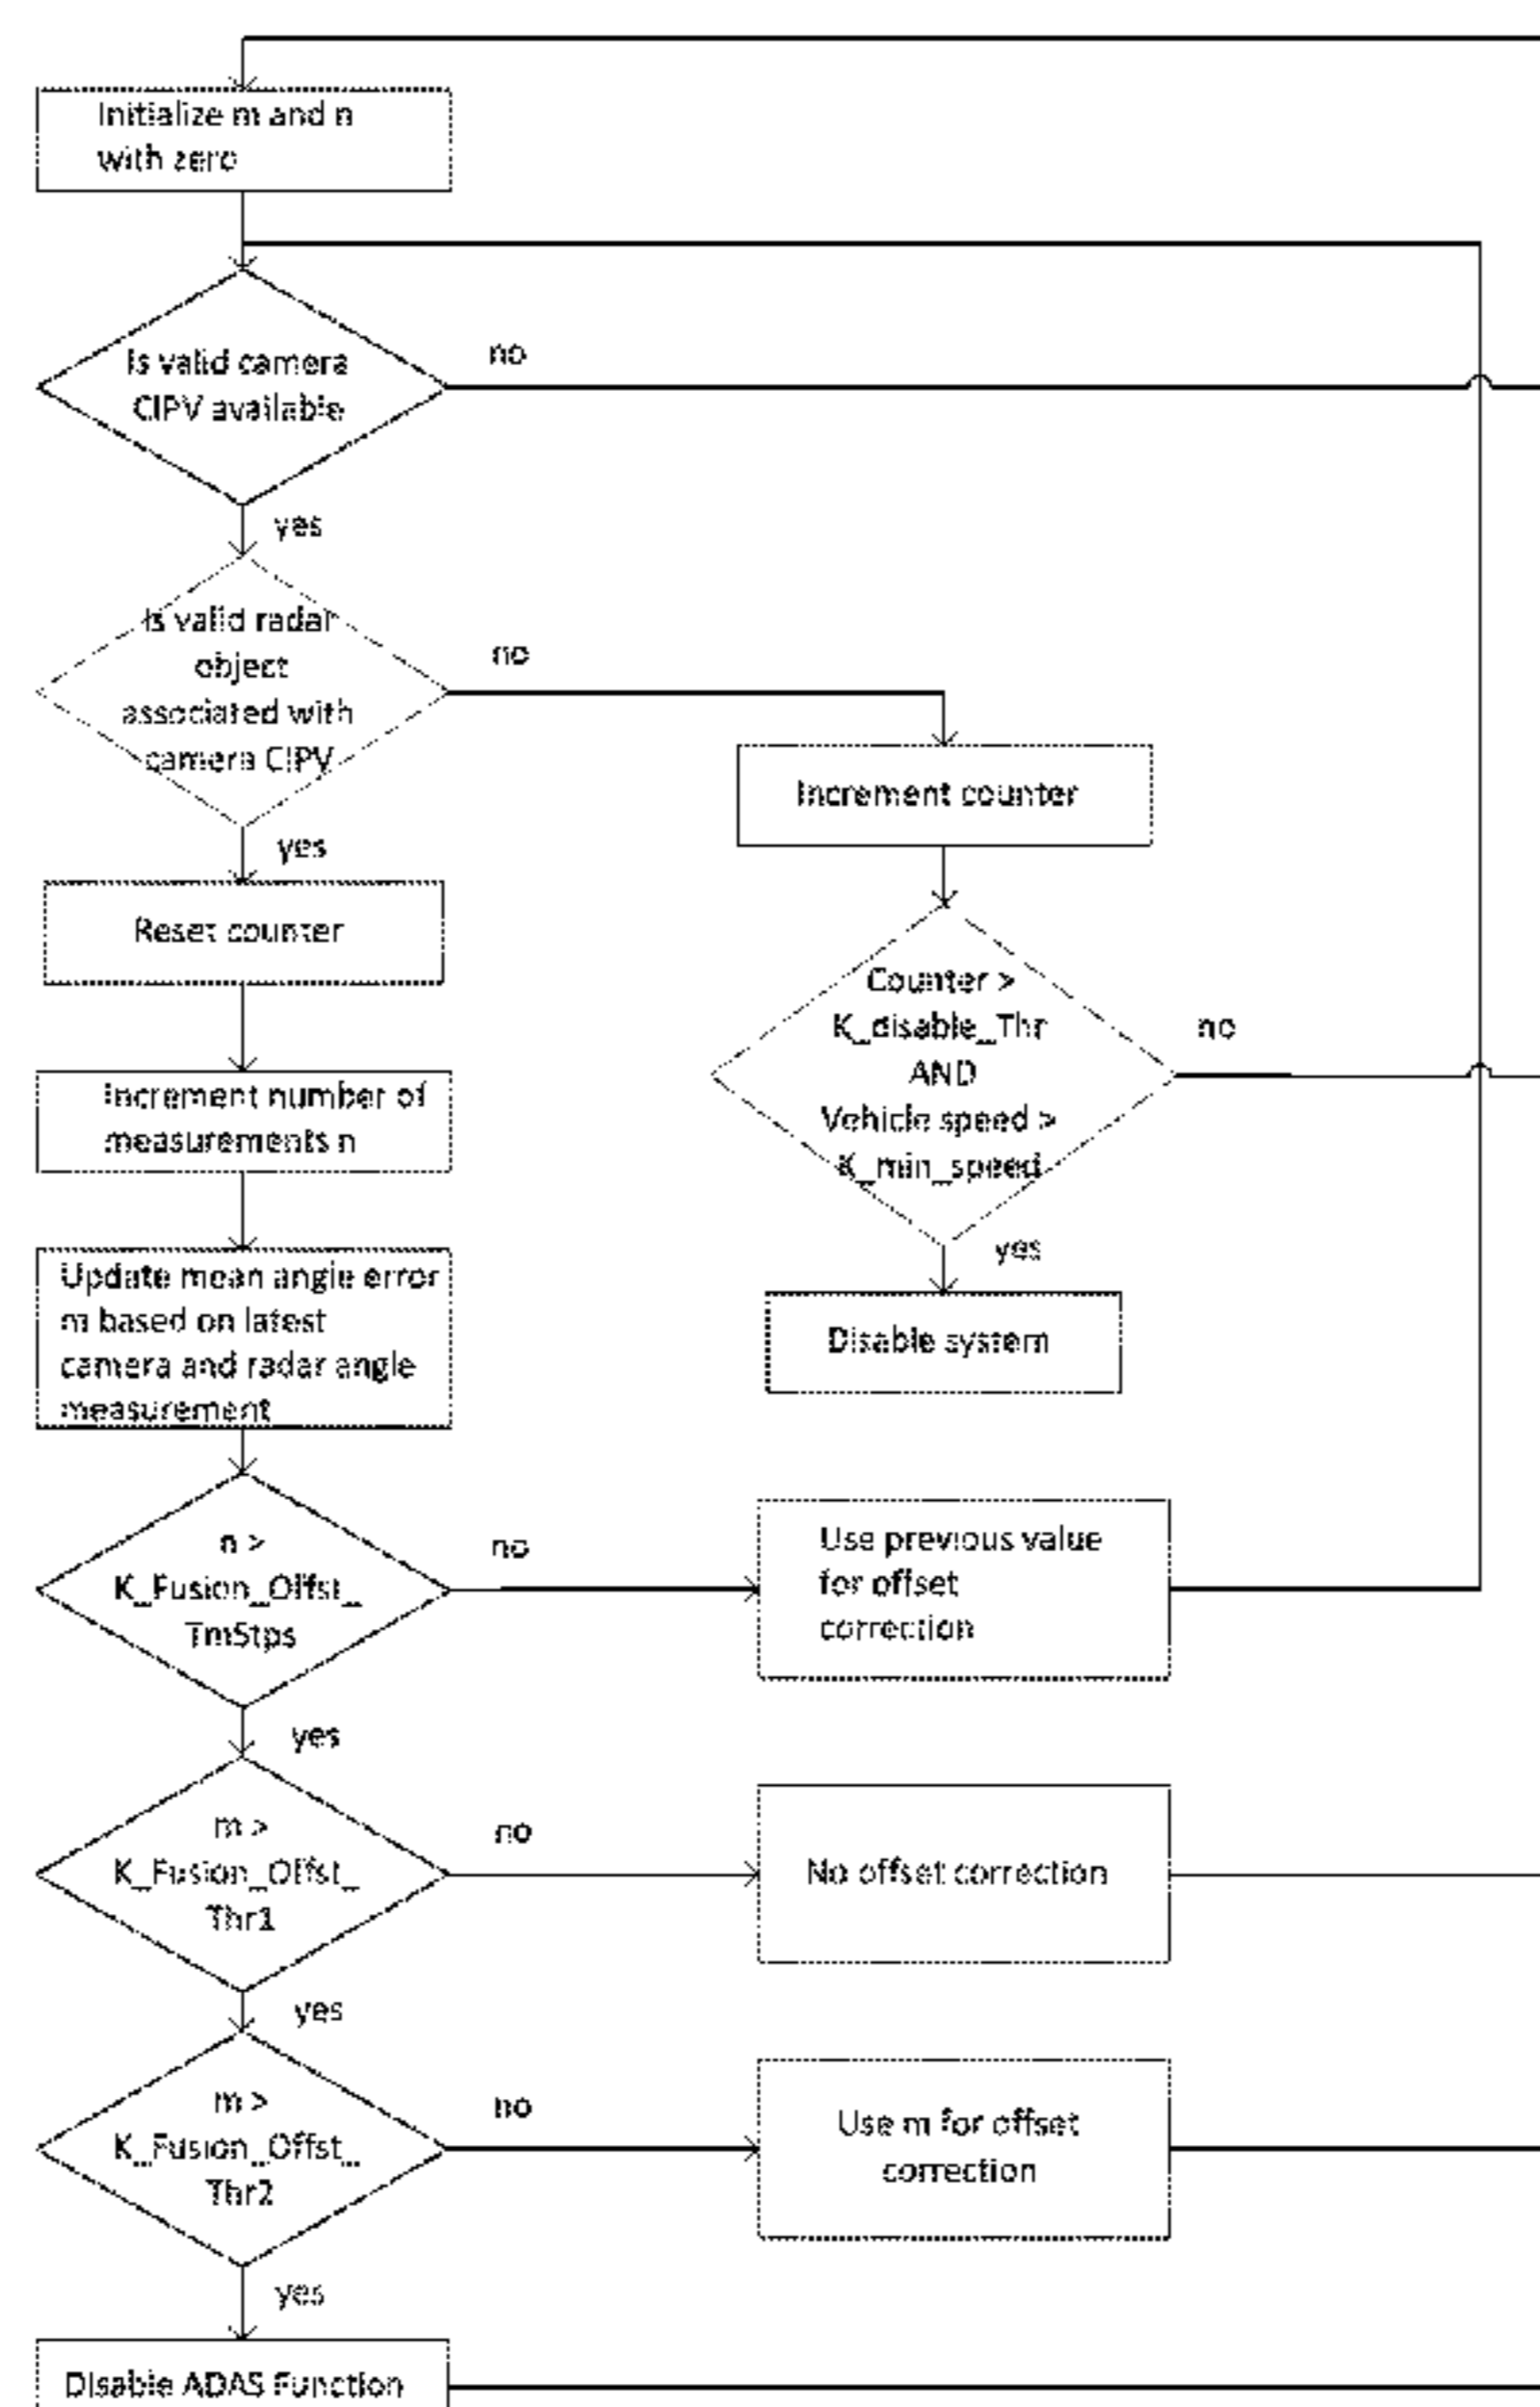 Initialize m and n
with zero
Is valid camera
CIPV available
no
yes
Is valid radar
object
associated with
camera CIPV
no
yes
Increment counter
Reset counter
Counter >
K_disable_Thr
AND
Vehicle speed >
K_min_speed
no
yes
Disable system
Increment number of
measurements n
Update mean angle error
m based on latest
camera and radar angle
measurement
n >
K_Fusion_Offst_
TmStps
no
Use previous value
for offset
correction
yes
m >
K_Fusion_Offst_
Thr1
no
No offset correction
yes
m >
K_Fusion_Offst_
Thr2
no
Use m for offset
correction
yes
Disable ADAS Function